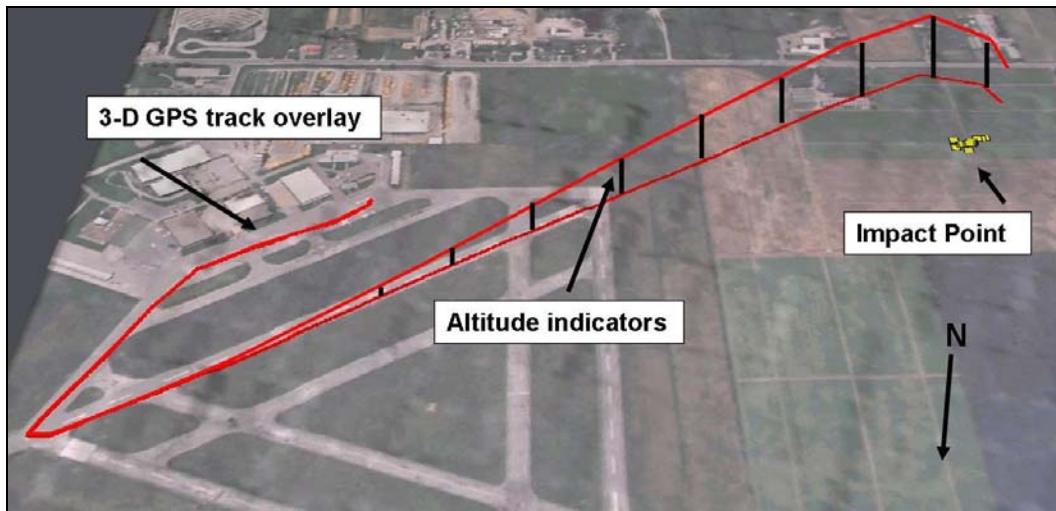 3-D GPS track overlay
Impact Point
Altitude indicators
N